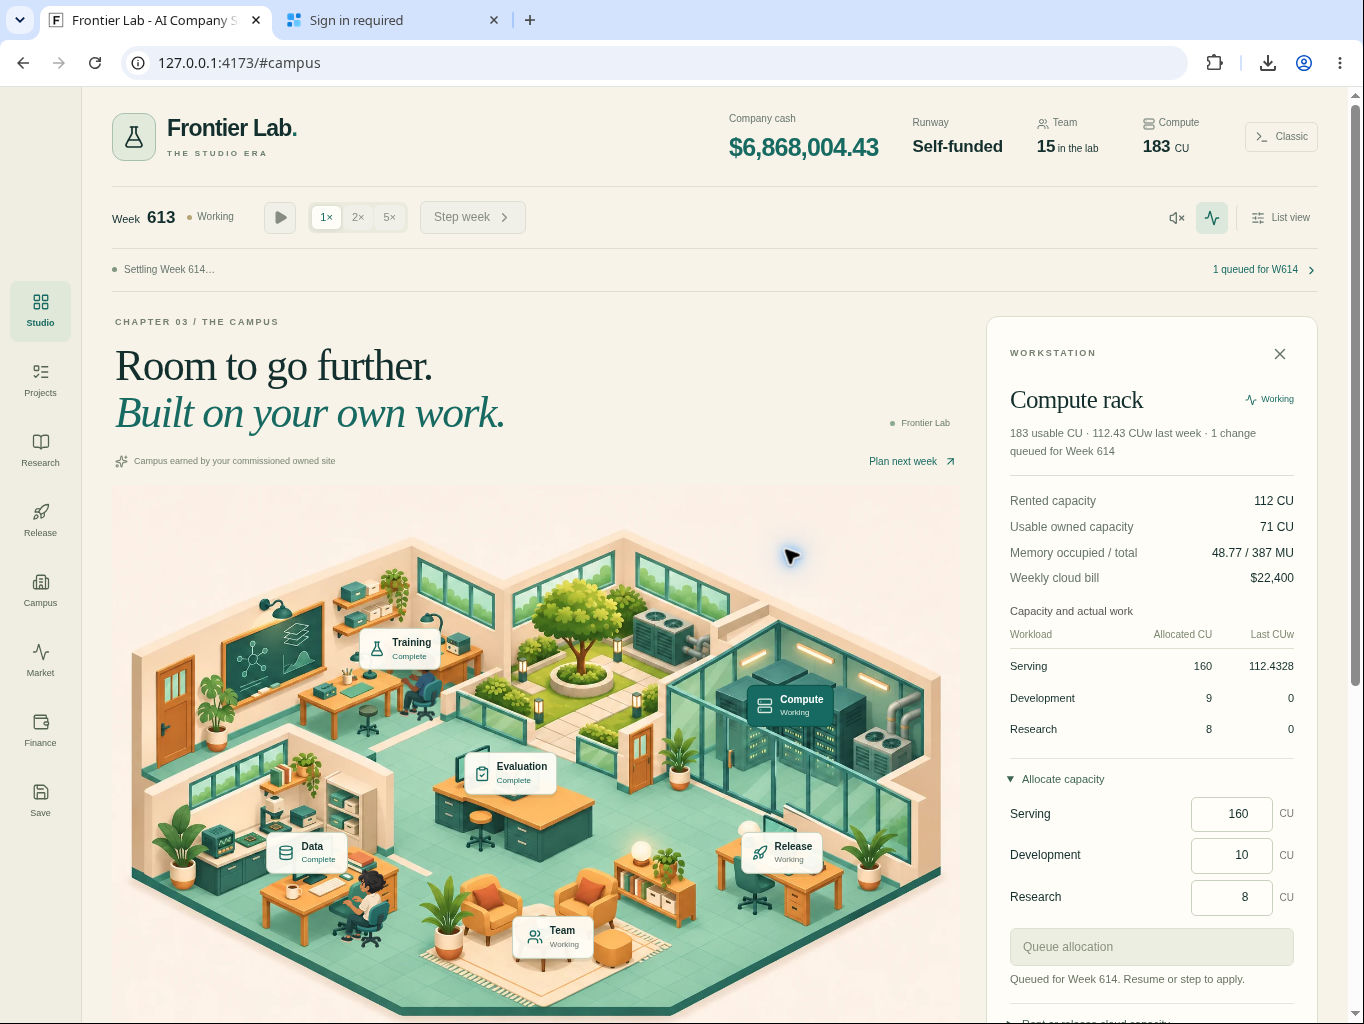 Frontier Lab - AI Company S
Sign in required
127.0.0.1:4173/#campus
Frontier Lab.
THE STUDIO ERA
Company cash
$6,868,004.43
Runway
Self-funded
Team
15 in the lab
Compute
183 CU
Classic
Week 613
Working
1×
2×
5×
Step week
List view
Settling Week 614...
1 queued for W614
Studio
Projects
Research
Release
Campus
Market
Finance
Save
CHAPTER 03 / THE CAMPUS
Room to go further.
Built on your own work.
Frontier Lab
Campus earned by your commissioned owned site
Plan next week
Training
Complete
Compute
Working
Evaluation
Complete
Data
Complete
Release
Working
Team
Working
WORKSTATION
Compute rack
Working
183 usable CU · 112.43 CUw last week · 1 change
queued for Week 614
Rented capacity 112 CU
Usable owned capacity 71 CU
Memory occupied / total 48.77 / 387 MU
Weekly cloud bill $22,400
Capacity and actual work
Workload Allocated CU Last CUw
Serving 160 112.4328
Development 9 0
Research 8 0
Allocate capacity
Serving 160 CU
Development 10 CU
Research 8 CU
Queue allocation
Queued for Week 614. Resume or step to apply.